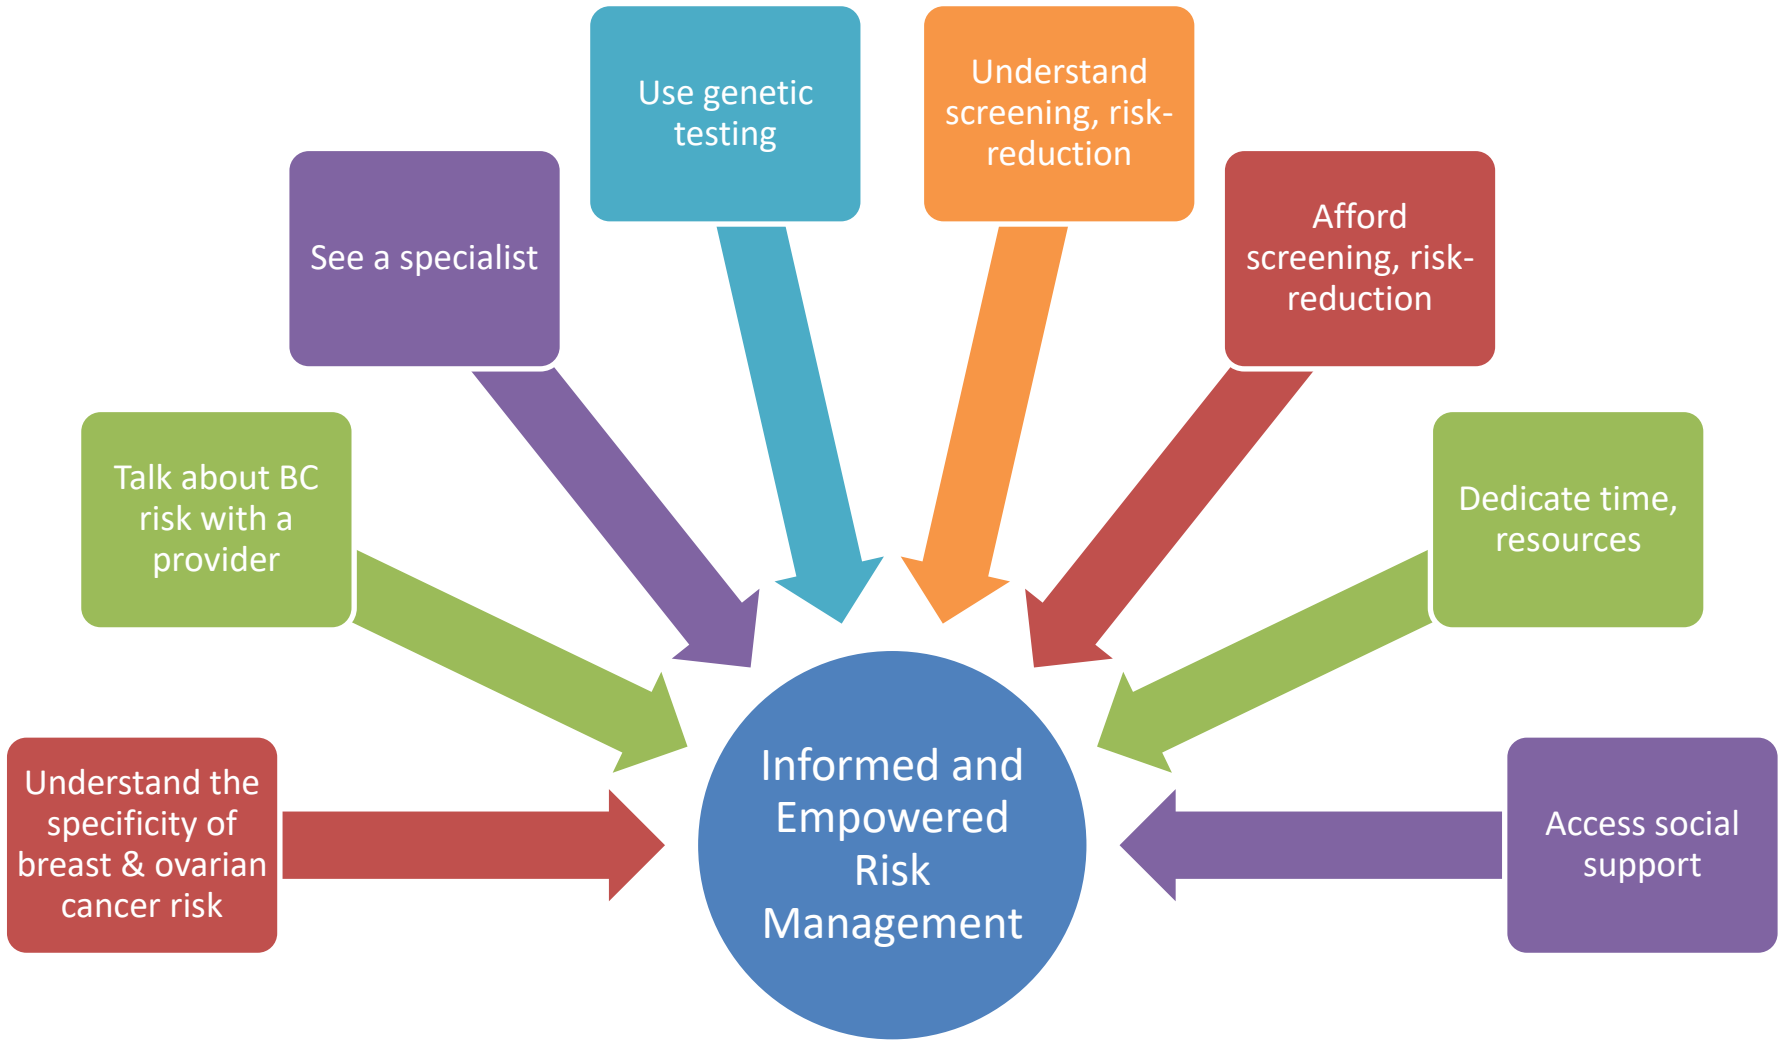 Use genetic
testing
Understand
screening, risk-
reduction
See a specialist
Afford
screening, risk-
reduction
Talk about BC
risk with a
provider
Dedicate time,
resources
Understand the
specificity of
breast & ovarian
cancer risk
Informed and
Empowered
Risk
Management
Access social
support